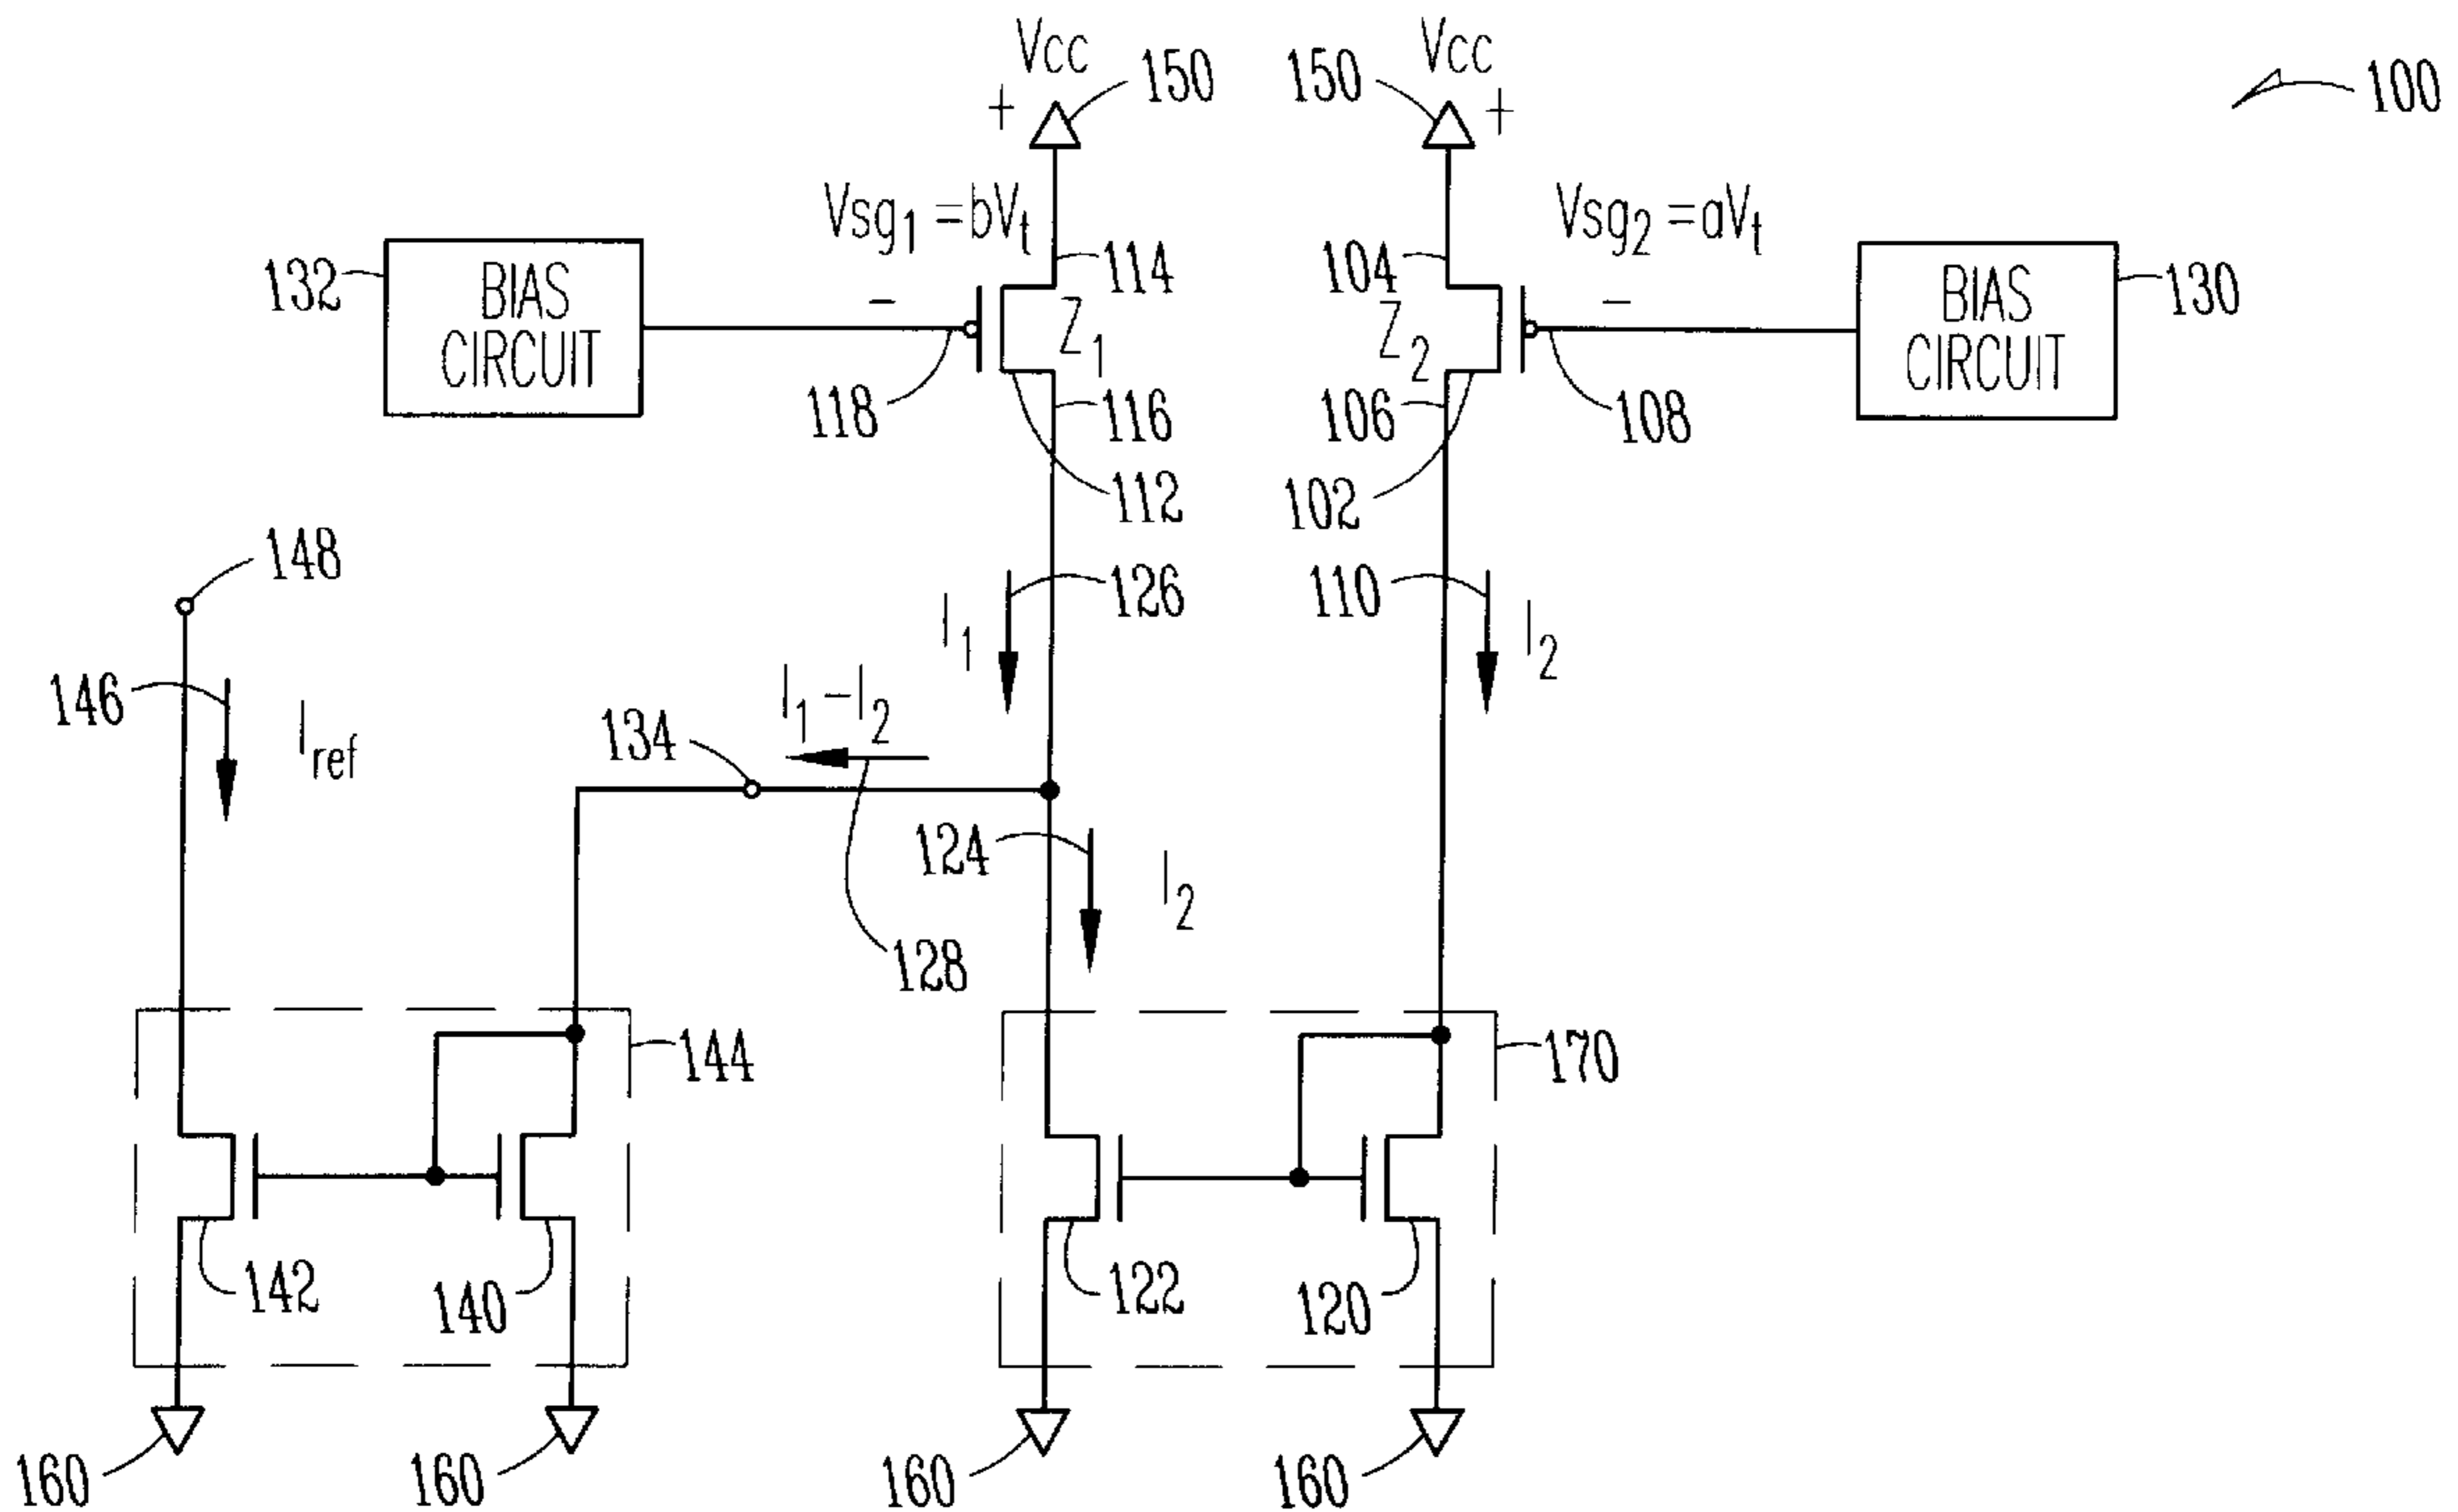 Vcc
150
150
Vcc
100
+
+
Vsg1 =bVt
Vsg2 =aVt
132
BIAS
CIRCUIT
114
104
BIAS
CIRCUIT
130
-
-
Z1
Z2
118
116
106
108
112
102
148
126
110
I1
I2
146
Iref
134
I1 -I2
124
I2
128
144
170
142
140
122
120
160
160
160
160